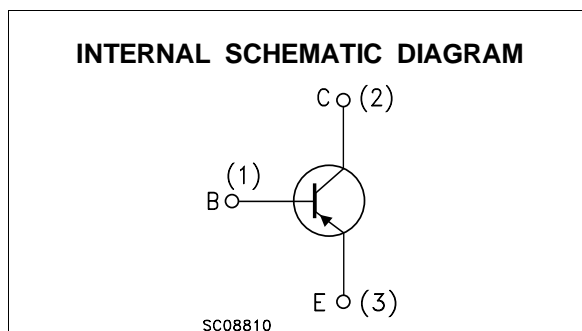 INTERNAL SCHEMATIC DIAGRAM
C (2)
(1)
B
E (3)
SC08810